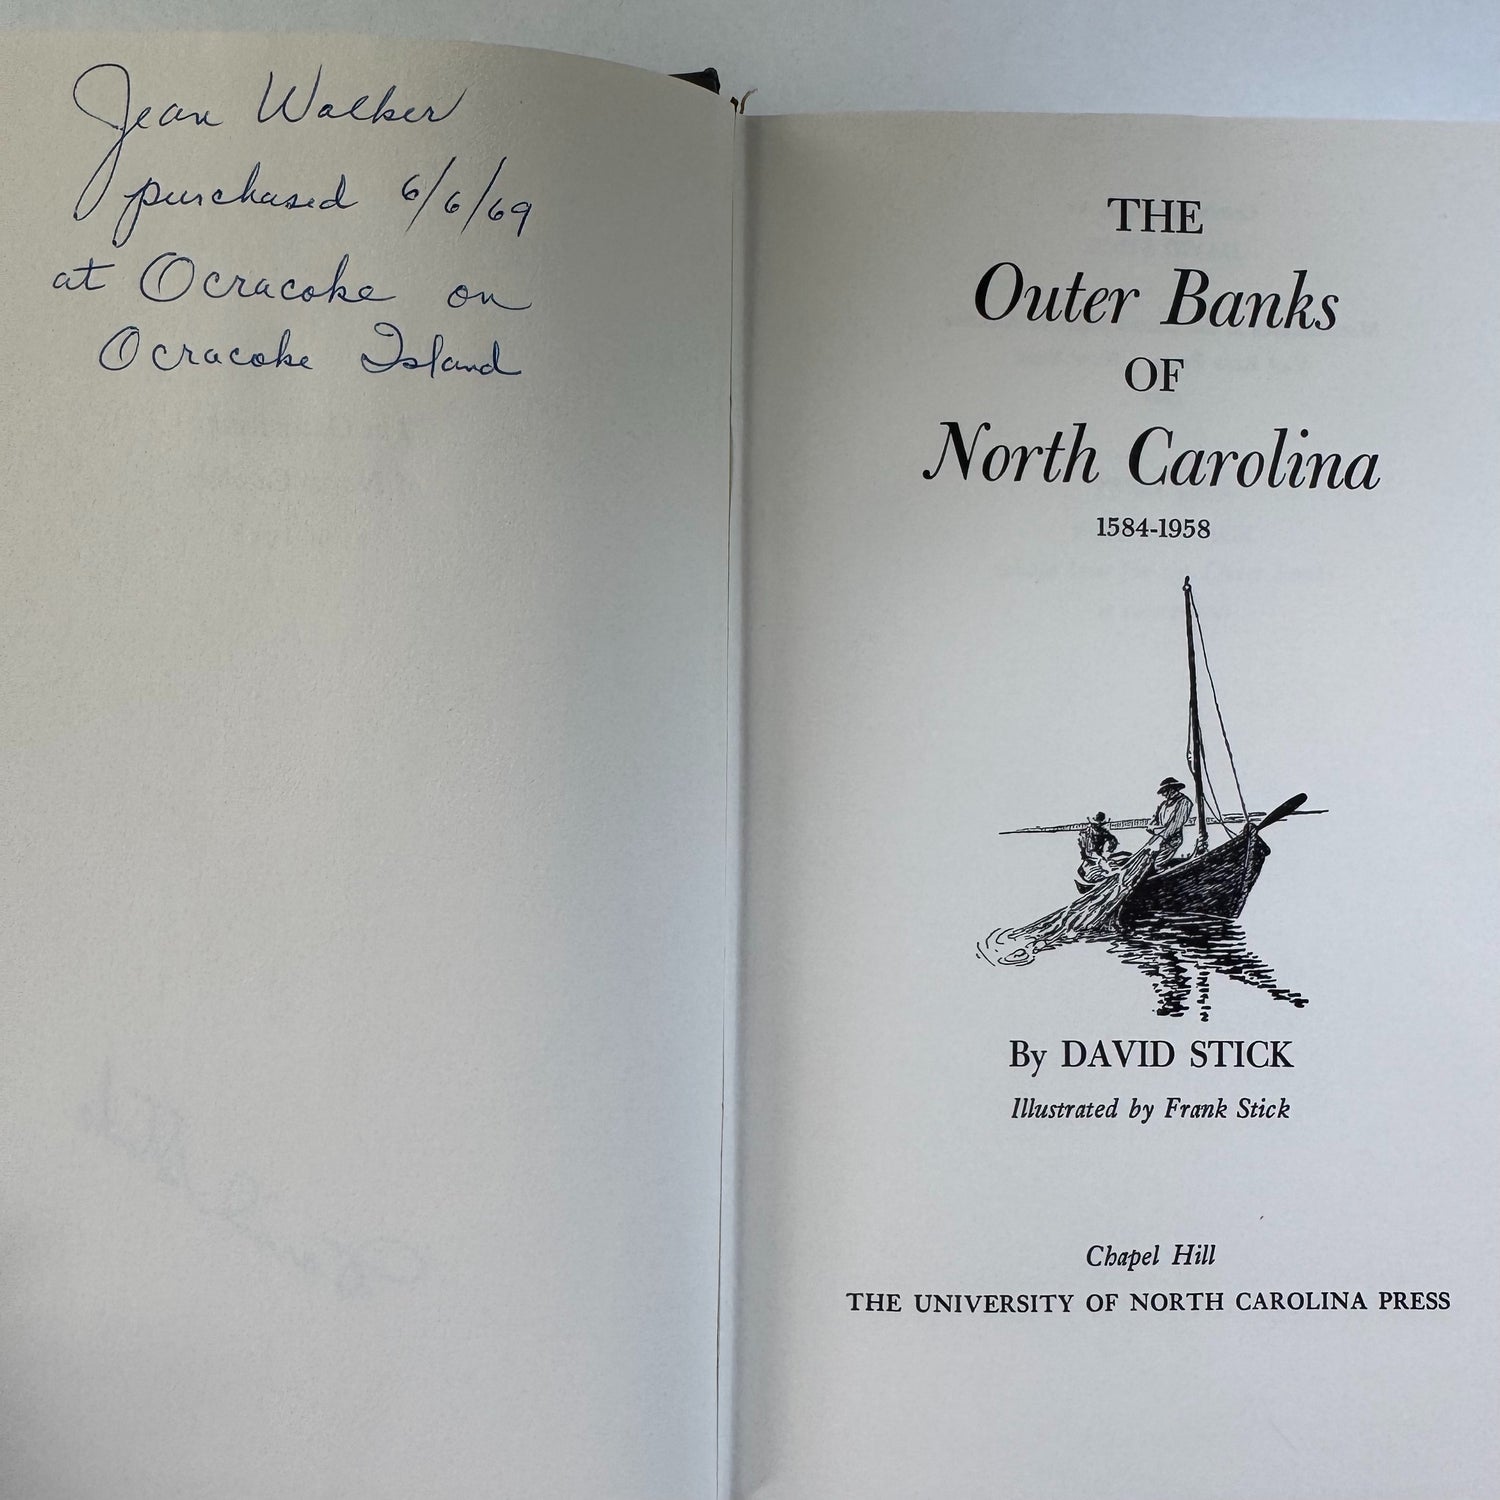 Jean Walker
purchased 6/6/69
at Ocracoke on
Ocracoke Island
THE
Outer Banks
OF
North Carolina
1584-1958
By DAVID STICK
Illustrated by Frank Stick
Chapel Hill
THE UNIVERSITY OF NORTH CAROLINA PRESS